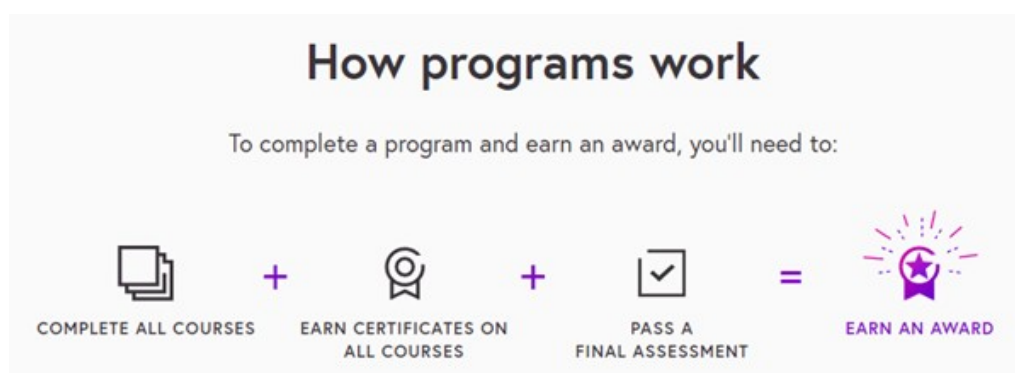 How programs work
To complete a program and earn an award, you'll need to:
COMPLETE ALL COURSES
+
EARN CERTIFICATES ON
ALL COURSES
+
PASS A
FINAL ASSESSMENT
=
EARN AN AWARD